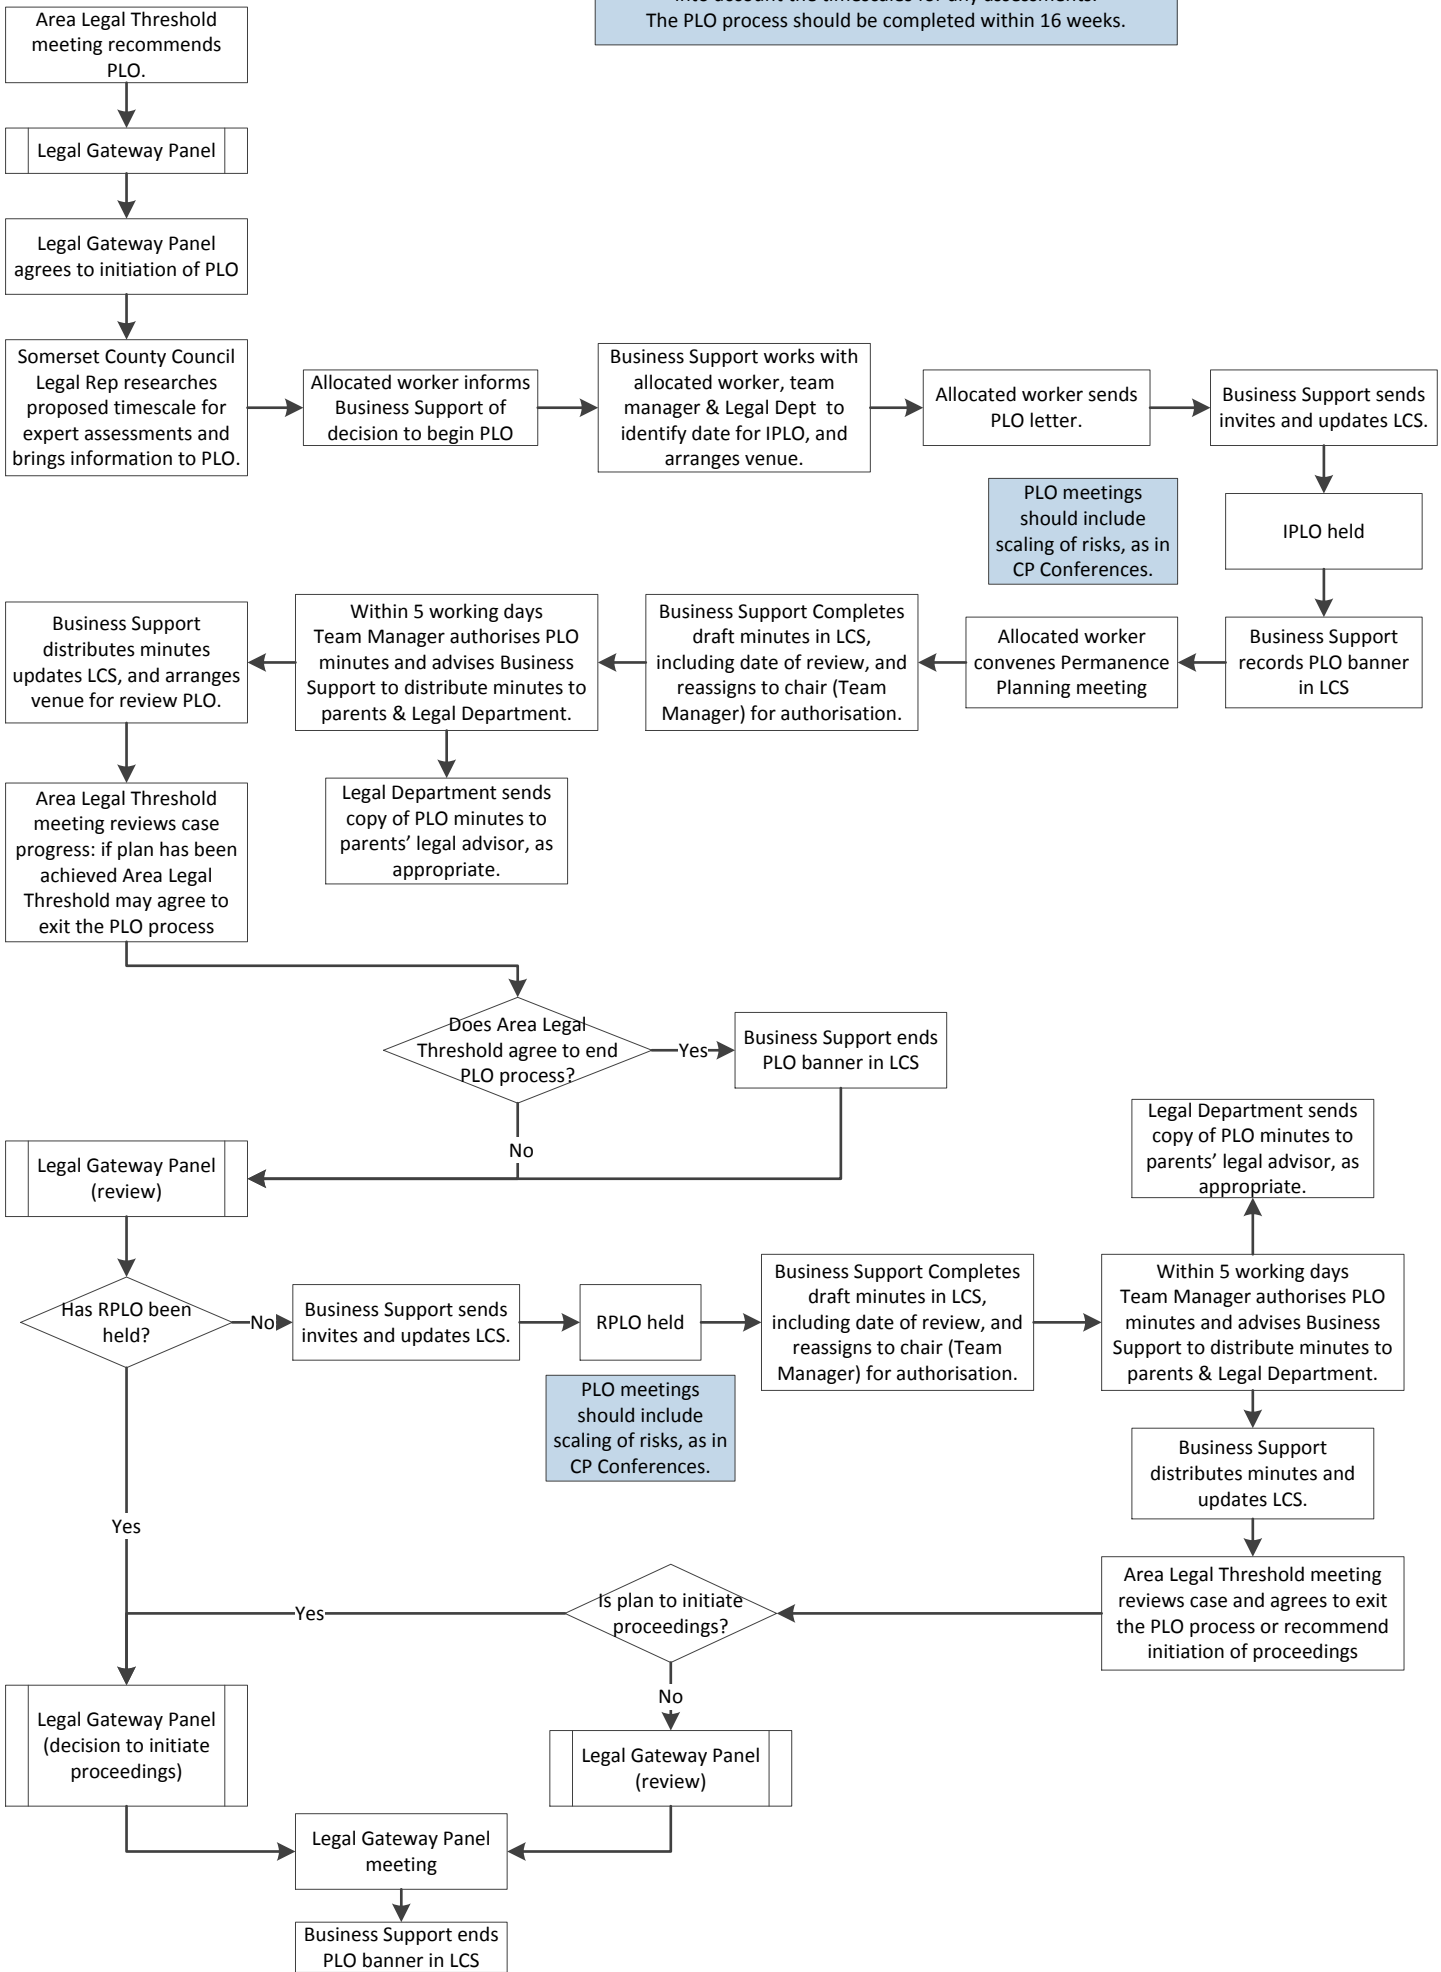 into account the timescales for any assessments.
The PLO process should be completed within 16 weeks.
Area Legal Threshold
meeting recommends
PLO.
Legal Gateway Panel
Legal Gateway Panel
agrees to initiation of PLO
Somerset County Council
Legal Rep researches
proposed timescale for
expert assessments and
brings information to PLO.
Allocated worker informs
Business Support of
decision to begin PLO
Business Support works with
allocated worker, team
manager & Legal Dept to
identify date for IPLO, and
arranges venue.
Allocated worker sends
PLO letter.
Business Support sends
invites and updates LCS.
PLO meetings
should include
scaling of risks, as in
CP Conferences.
IPLO held
Business Support
records PLO banner
in LCS
Allocated worker
convenes Permanence
Planning meeting
Business Support Completes
draft minutes in LCS,
including date of review, and
reassigns to chair (Team
Manager) for authorisation.
Within 5 working days
Team Manager authorises PLO
minutes and advises Business
Support to distribute minutes to
parents & Legal Department.
Business Support
distributes minutes
updates LCS, and arranges
venue for review PLO.
Legal Department sends
copy of PLO minutes to
parents’ legal advisor, as
appropriate.
Area Legal Threshold
meeting reviews case
progress: if plan has been
achieved Area Legal
Threshold may agree to
exit the PLO process
Does Area Legal
Threshold agree to end
PLO process?
Yes
Business Support ends
PLO banner in LCS
No
Legal Gateway Panel
(review)
Has RPLO been
held?
No
Business Support sends
invites and updates LCS.
RPLO held
PLO meetings
should include
scaling of risks, as in
CP Conferences.
Business Support Completes
draft minutes in LCS,
including date of review, and
reassigns to chair (Team
Manager) for authorisation.
Within 5 working days
Team Manager authorises PLO
minutes and advises Business
Support to distribute minutes to
parents & Legal Department.
Legal Department sends
copy of PLO minutes to
parents’ legal advisor, as
appropriate.
Business Support
distributes minutes and
updates LCS.
Area Legal Threshold meeting
reviews case and agrees to exit
the PLO process or recommend
initiation of proceedings
Is plan to initiate
proceedings?
Yes
Yes
No
Legal Gateway Panel
(decision to initiate
proceedings)
Legal Gateway Panel
(review)
Legal Gateway Panel
meeting
Business Support ends
PLO banner in LCS